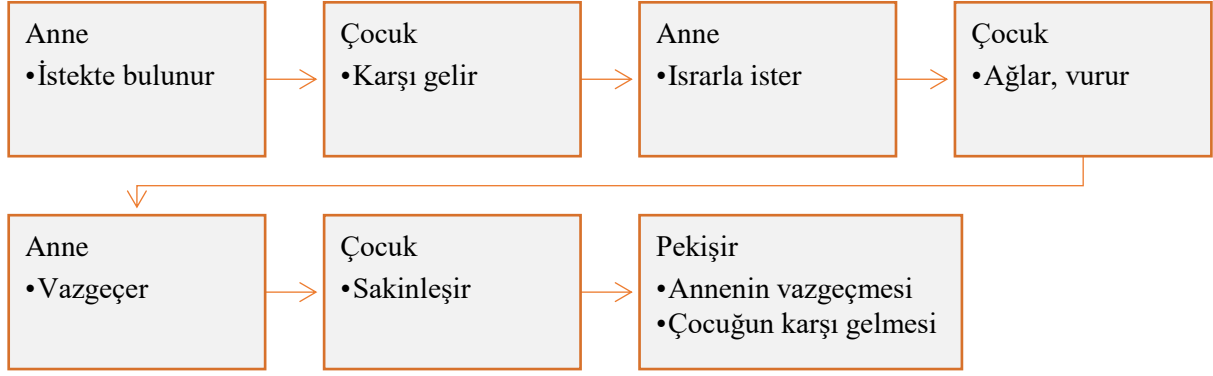 Anne
•İstekte bulunur
Çocuk
•Karşı gelir
Anne
•Israrla ister
Çocuk
•Ağlar, vurur
Anne
•Vazgeçer
Çocuk
•Sakinleşir
Pekişir
•Annenin vazgeçmesi
•Çocuğun karşı gelmesi